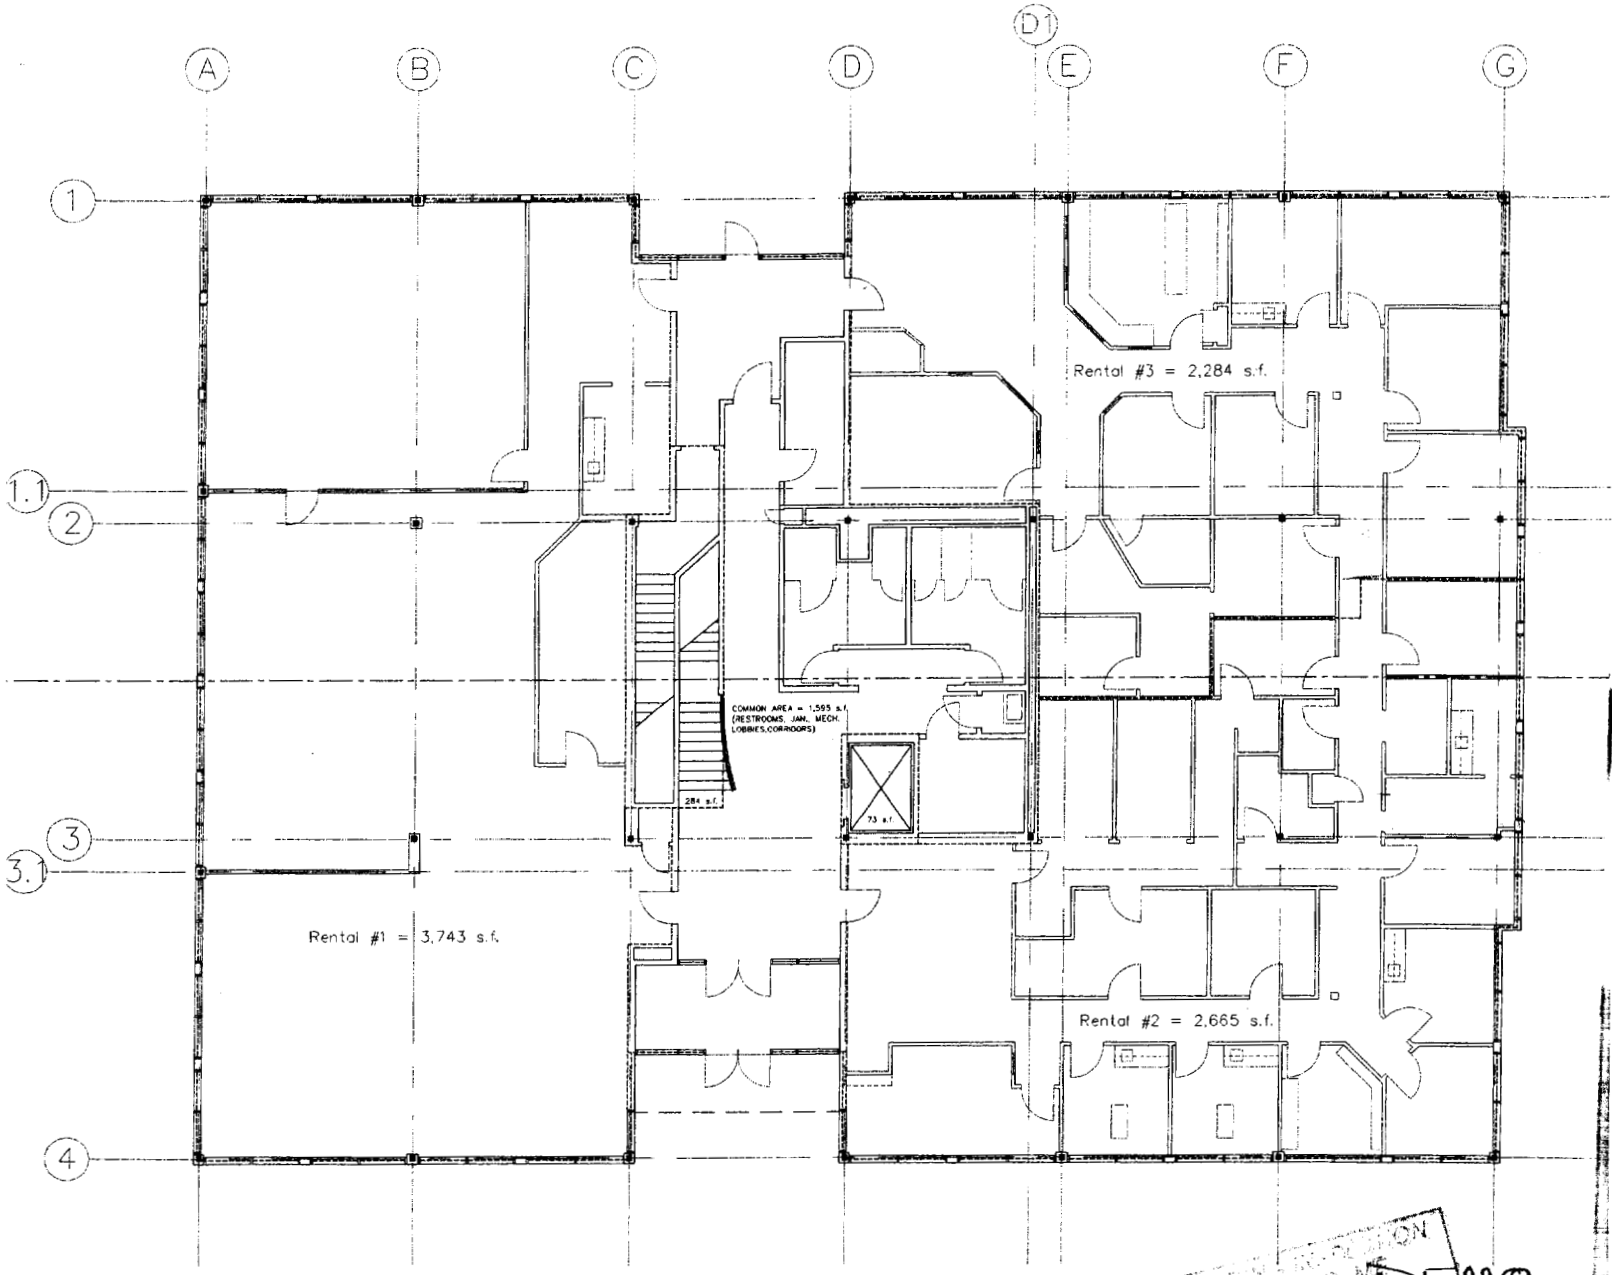 D1
A
B
C
D
E
F
G
1
Rental #3 = 2,284 s.f.
1.1
2
COMMON AREA = 1,595 s.f.
(RESTROOMS, JAN., MECH.
LOBBIES,CORRIDORS)
284 s.f.
73 s.f.
3
3.1
Rental #1 = 3,743 s.f.
Rental #2 = 2,665 s.f.
4